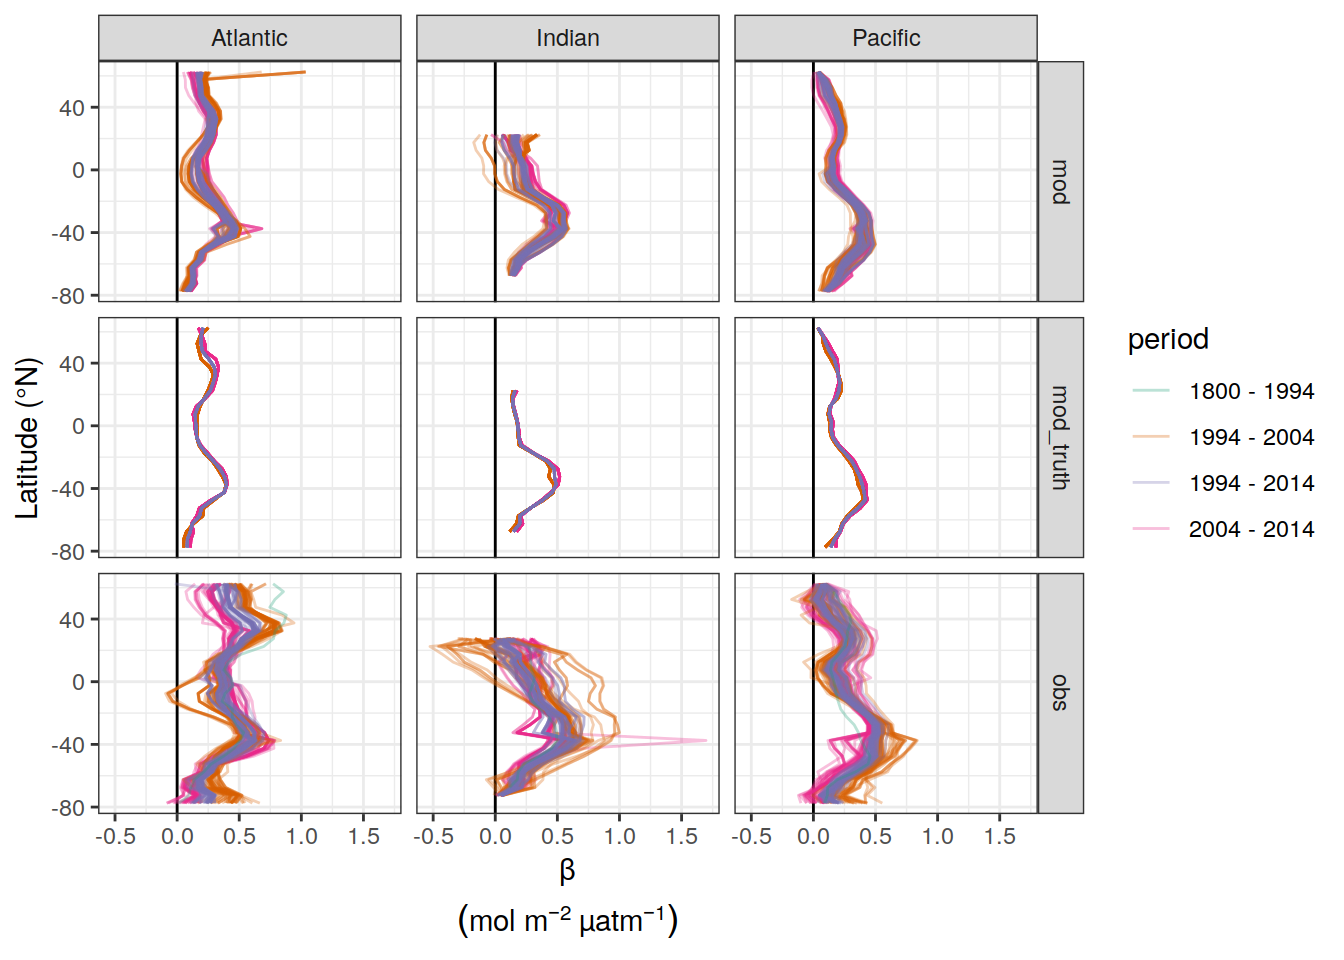 Atlantic Indian Pacific
40
0
-40
-80
mod
40
0
-40
-80
mod_truth
40
0
-40
-80
obs
Latitude (°N)
-0.5 0.0 0.5 1.0 1.5 -0.5 0.0 0.5 1.0 1.5 -0.5 0.0 0.5 1.0 1.5
β
(mol m⁻² µatm⁻¹)
period
1800 - 1994
1994 - 2004
1994 - 2014
2004 - 2014